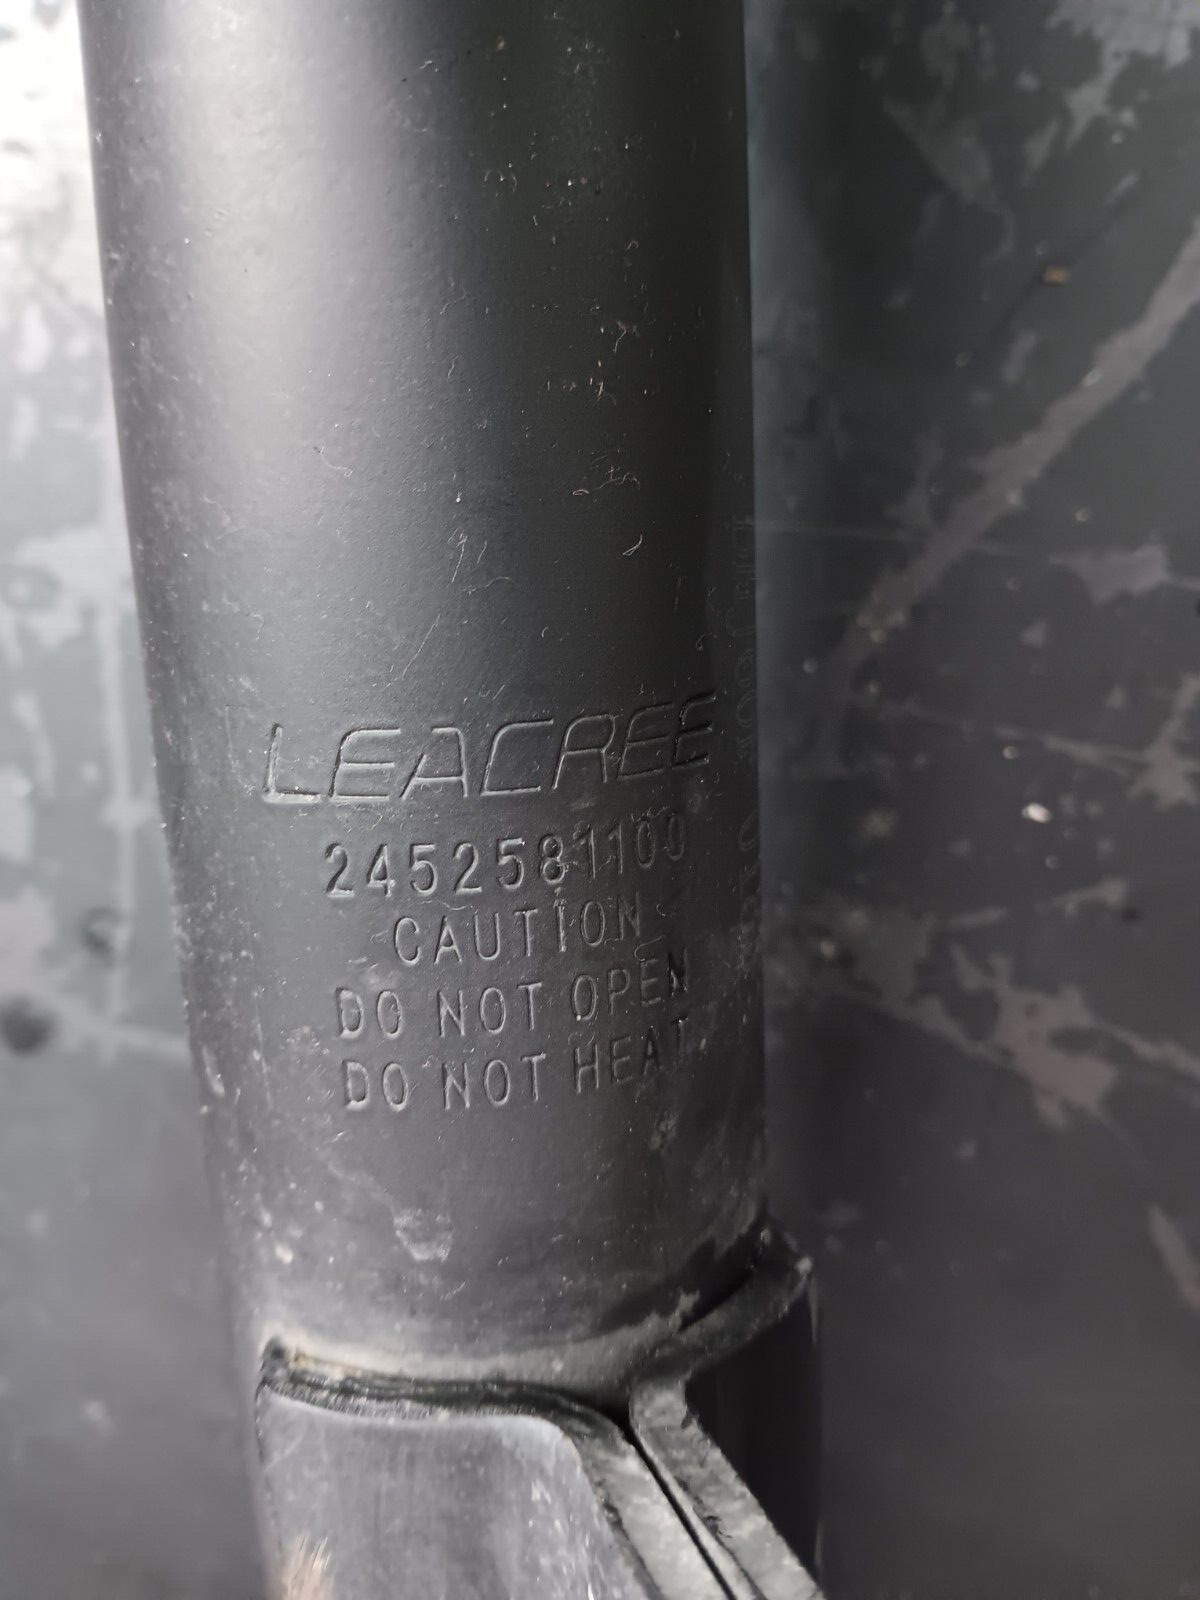 LEACREE
2452581100
CAUTION
DO NOT OPEN
DO NOT HEAT